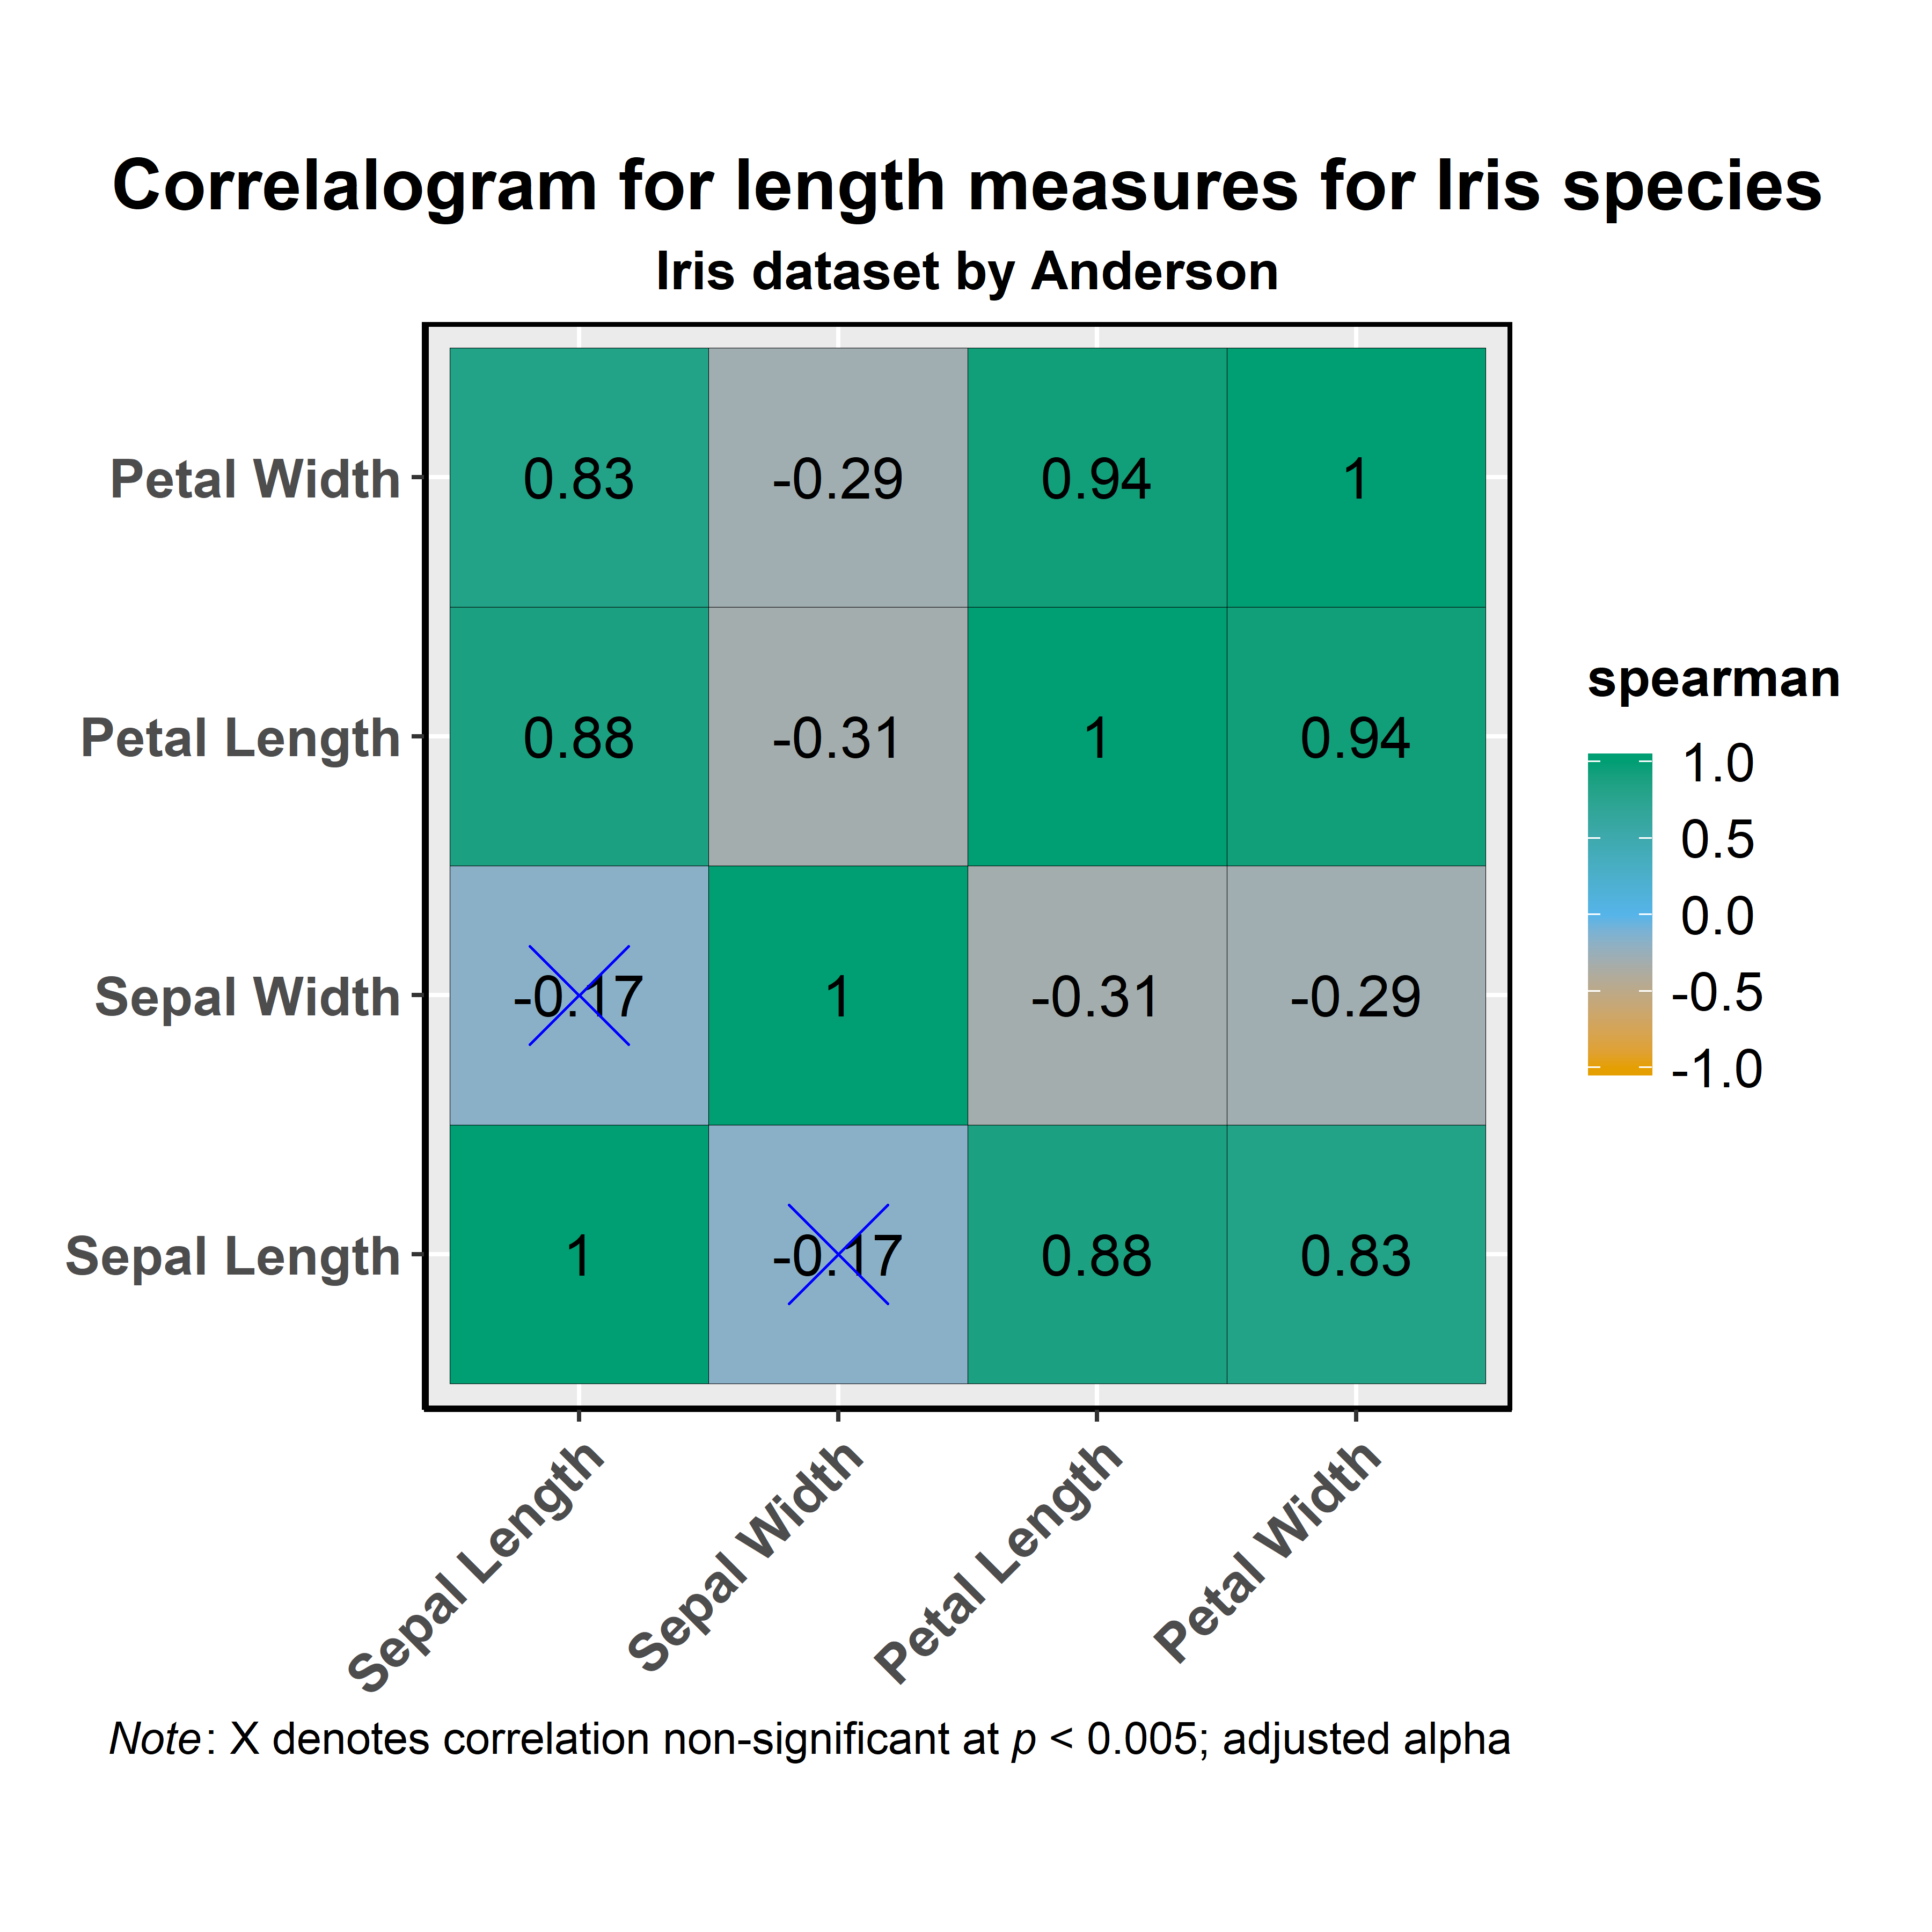 Correlalogram for length measures for Iris species
Iris dataset by Anderson
Petal Width 0.83 -0.29 0.94 1
Petal Length 0.88 -0.31 1 0.94
Sepal Width -0.17 1 -0.31 -0.29
Sepal Length 1 -0.17 0.88 0.83
Sepal Length Sepal Width Petal Length Petal Width
spearman
1.0
0.5
0.0
-0.5
-1.0
Note: X denotes correlation non-significant at p < 0.005; adjusted alpha